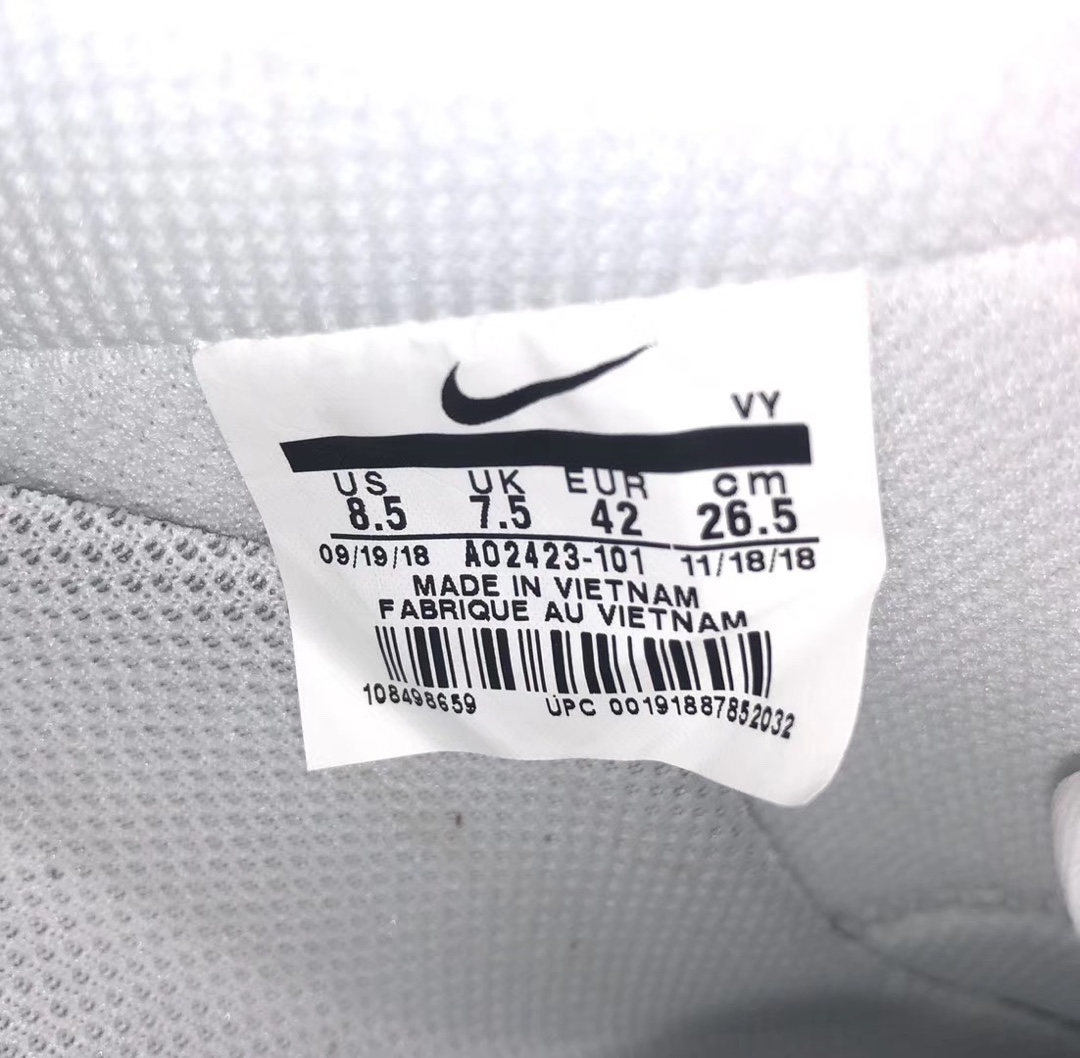 VY
US UK EUR cm
8.5 7.5 42 26.5
09/19/18 AO2423-101 11/18/18
MADE IN VIETNAM
FABRIQUE AU VIETNAM
108498659 UPC 00191887852032